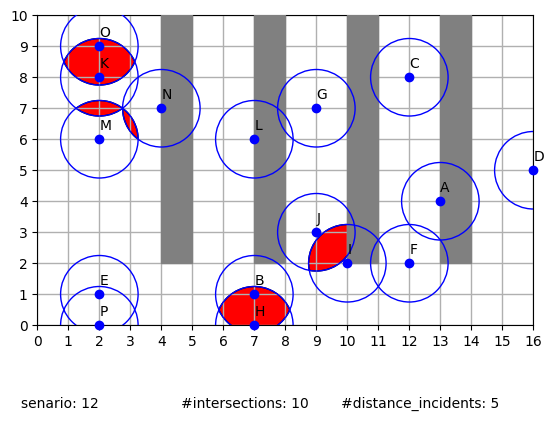 10
O
9
K
C
8
N
G
7
M
L
6
D
5
A
4
J
3
I
F
2
E
B
1
P
H
0
0 1 2 3 4 5 6 7 8 9 10 11 12 13 14 15 16
senario: 12 #intersections: 10 #distance_incidents: 5